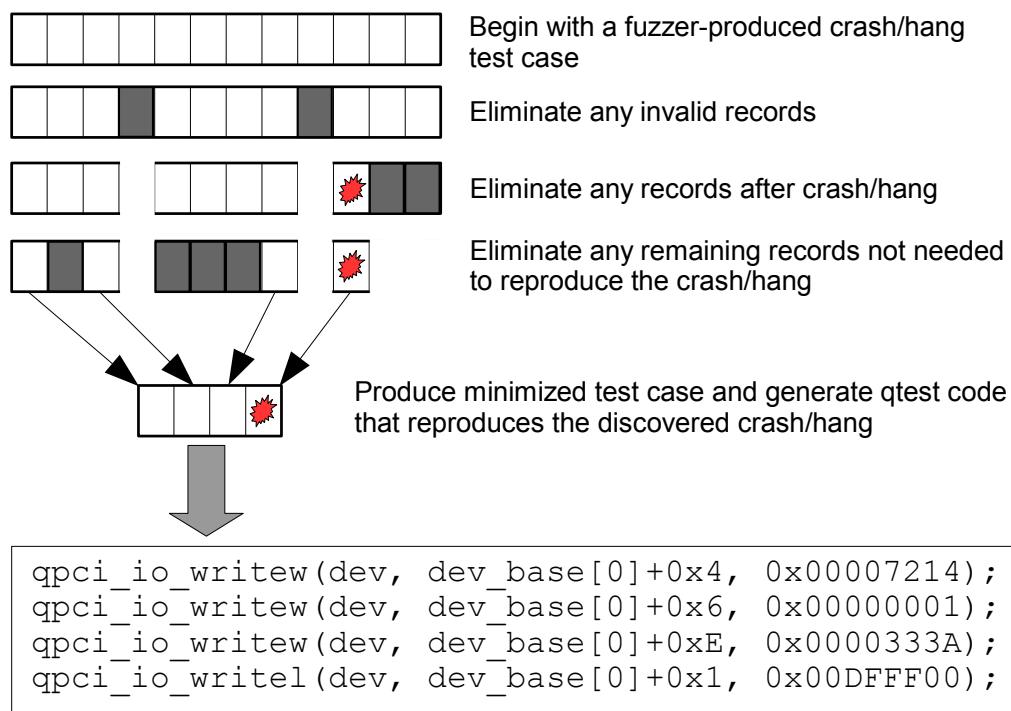 Begin with a fuzzer-produced crash/hang
test case
Eliminate any invalid records
Eliminate any records after crash/hang
Eliminate any remaining records not needed
to reproduce the crash/hang
Produce minimized test case and generate qtest code
that reproduces the discovered crash/hang
qpci_io_writew(dev, dev_base[0]+0x4, 0x00007214);
qpci_io_writew(dev, dev_base[0]+0x6, 0x00000001);
qpci_io_writew(dev, dev_base[0]+0xE, 0x0000333A);
qpci_io_writel(dev, dev_base[0]+0x1, 0x00DFFF00);